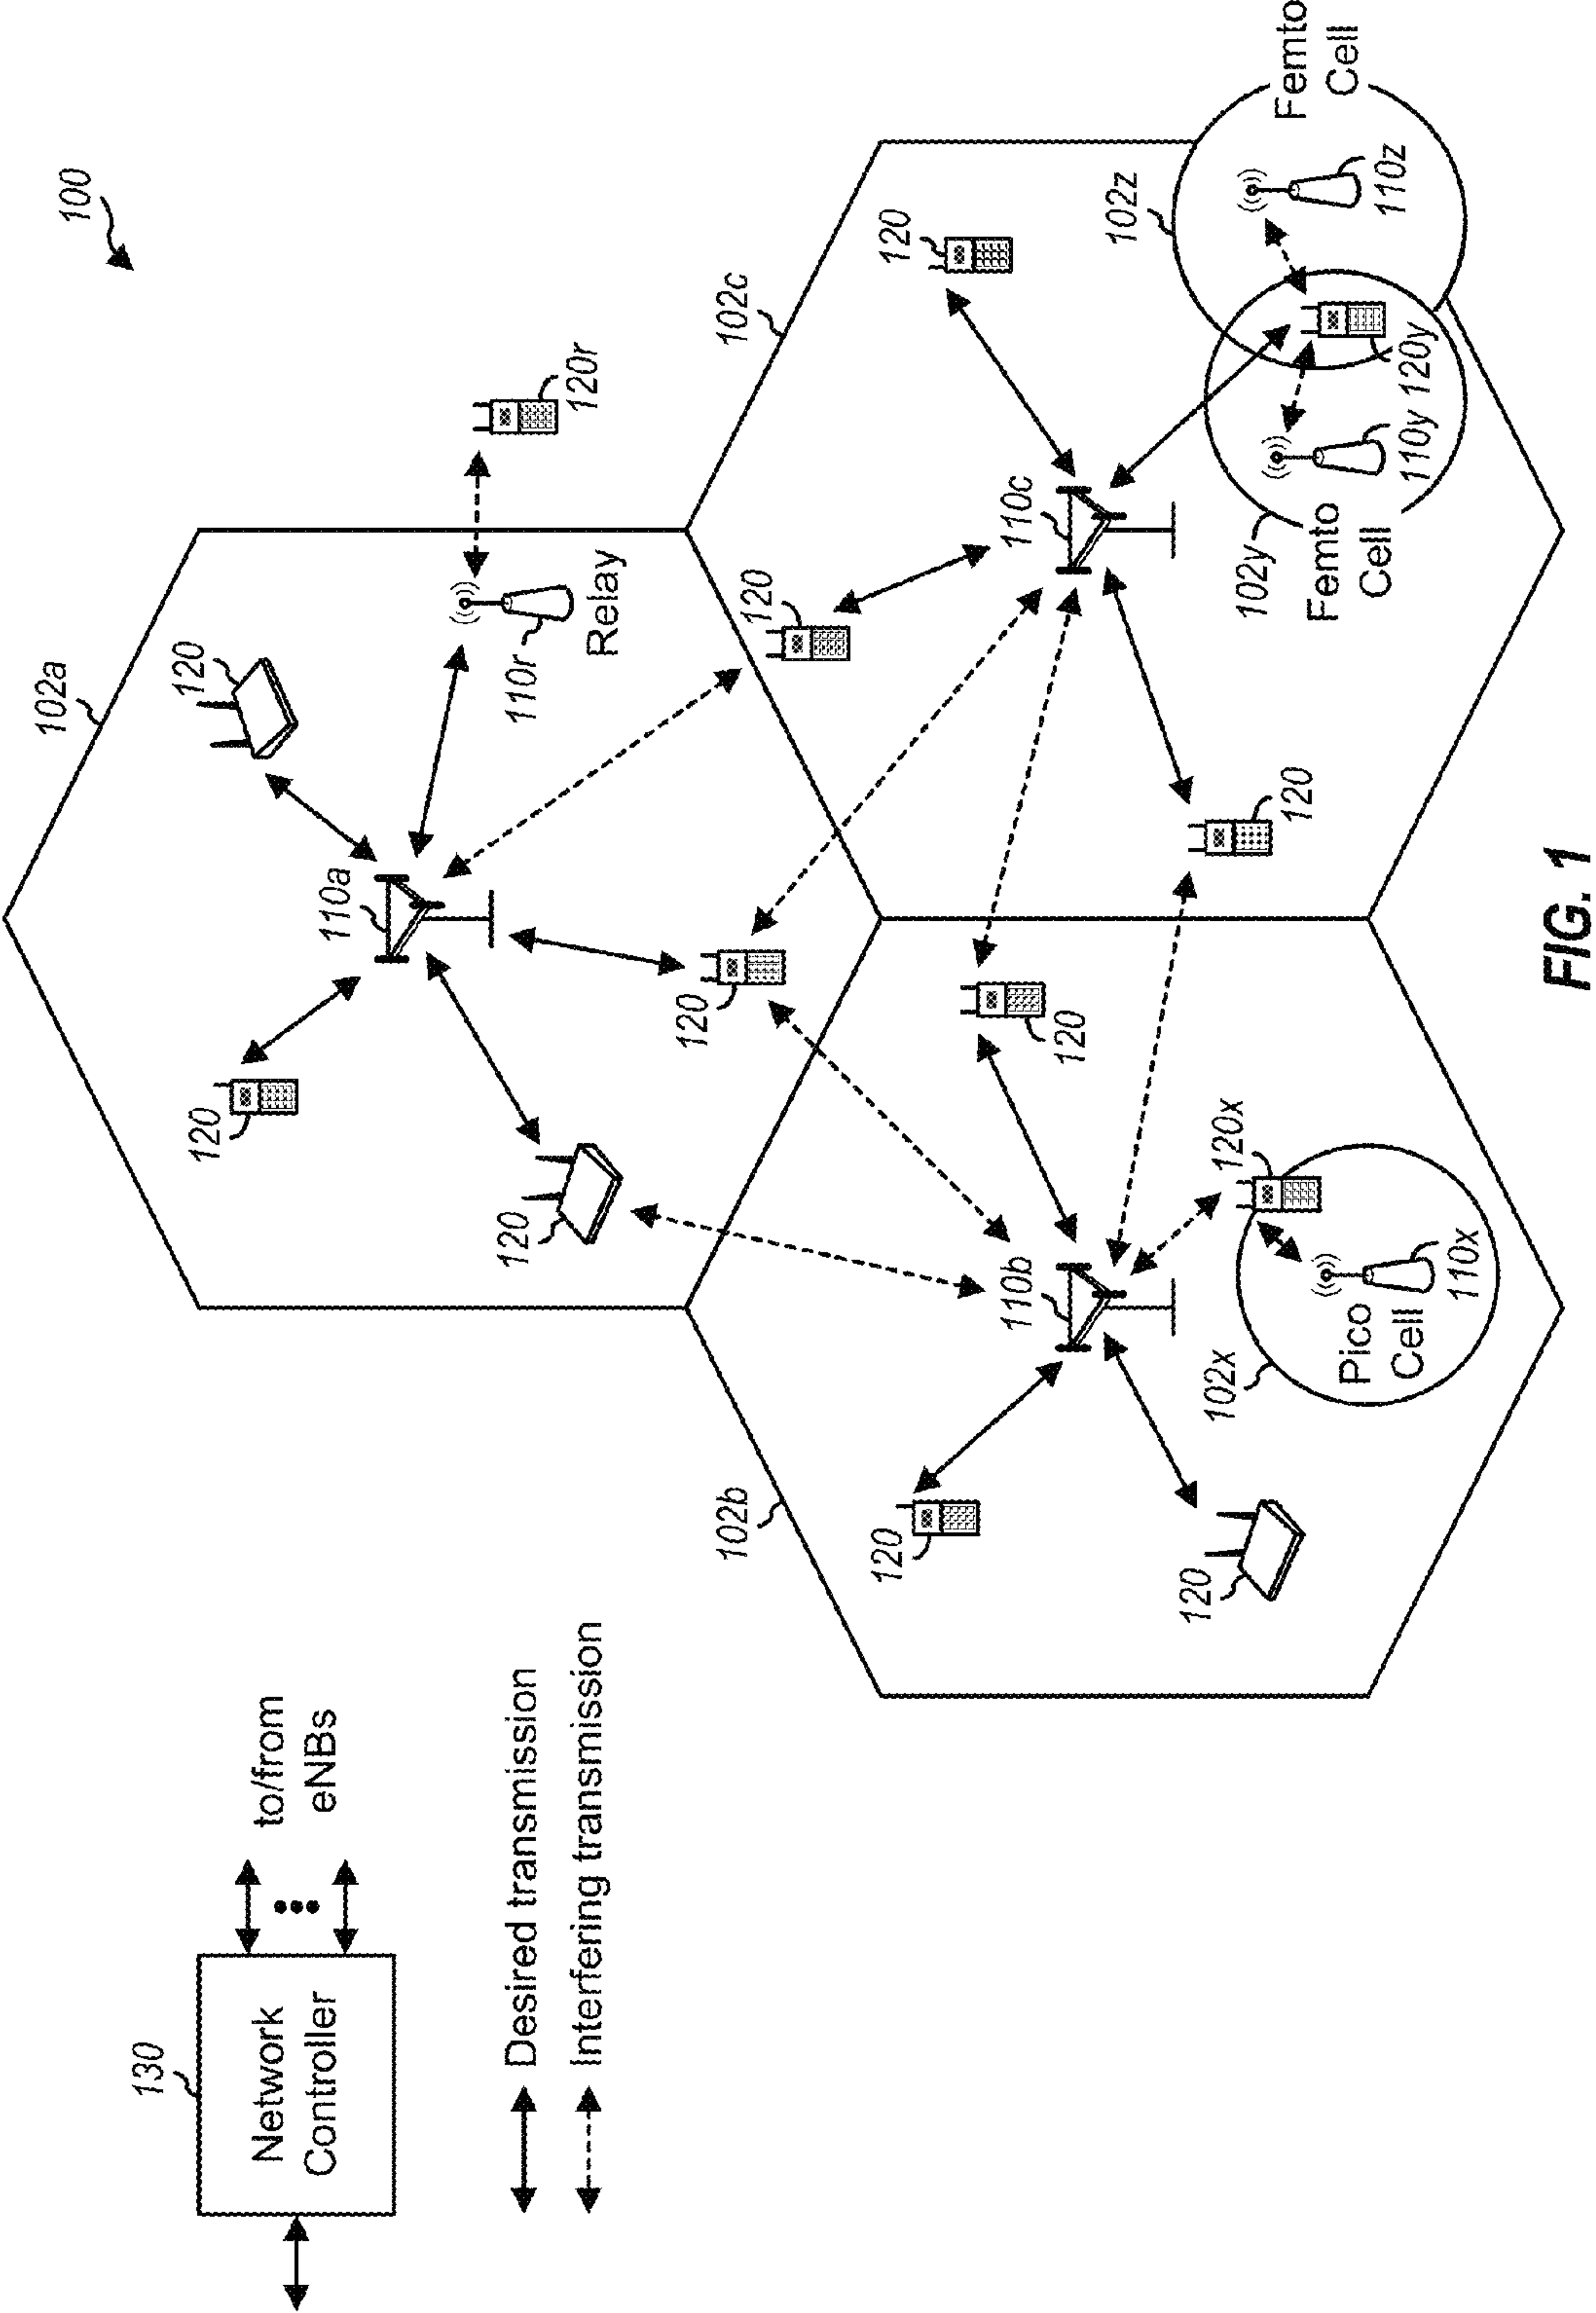 100
130
Network
Controller
to/from
eNBs
Desired transmission
Interfering transmission
102a
120
120
110a
120
120
110r
Relay
120r
120
102b
120
120
110b
120
102x
Pico
Cell
110x
120x
102c
120
120
110c
120
102y
Femto
Cell
110y
120y
102z
110z
Femto
Cell
FIG. 1